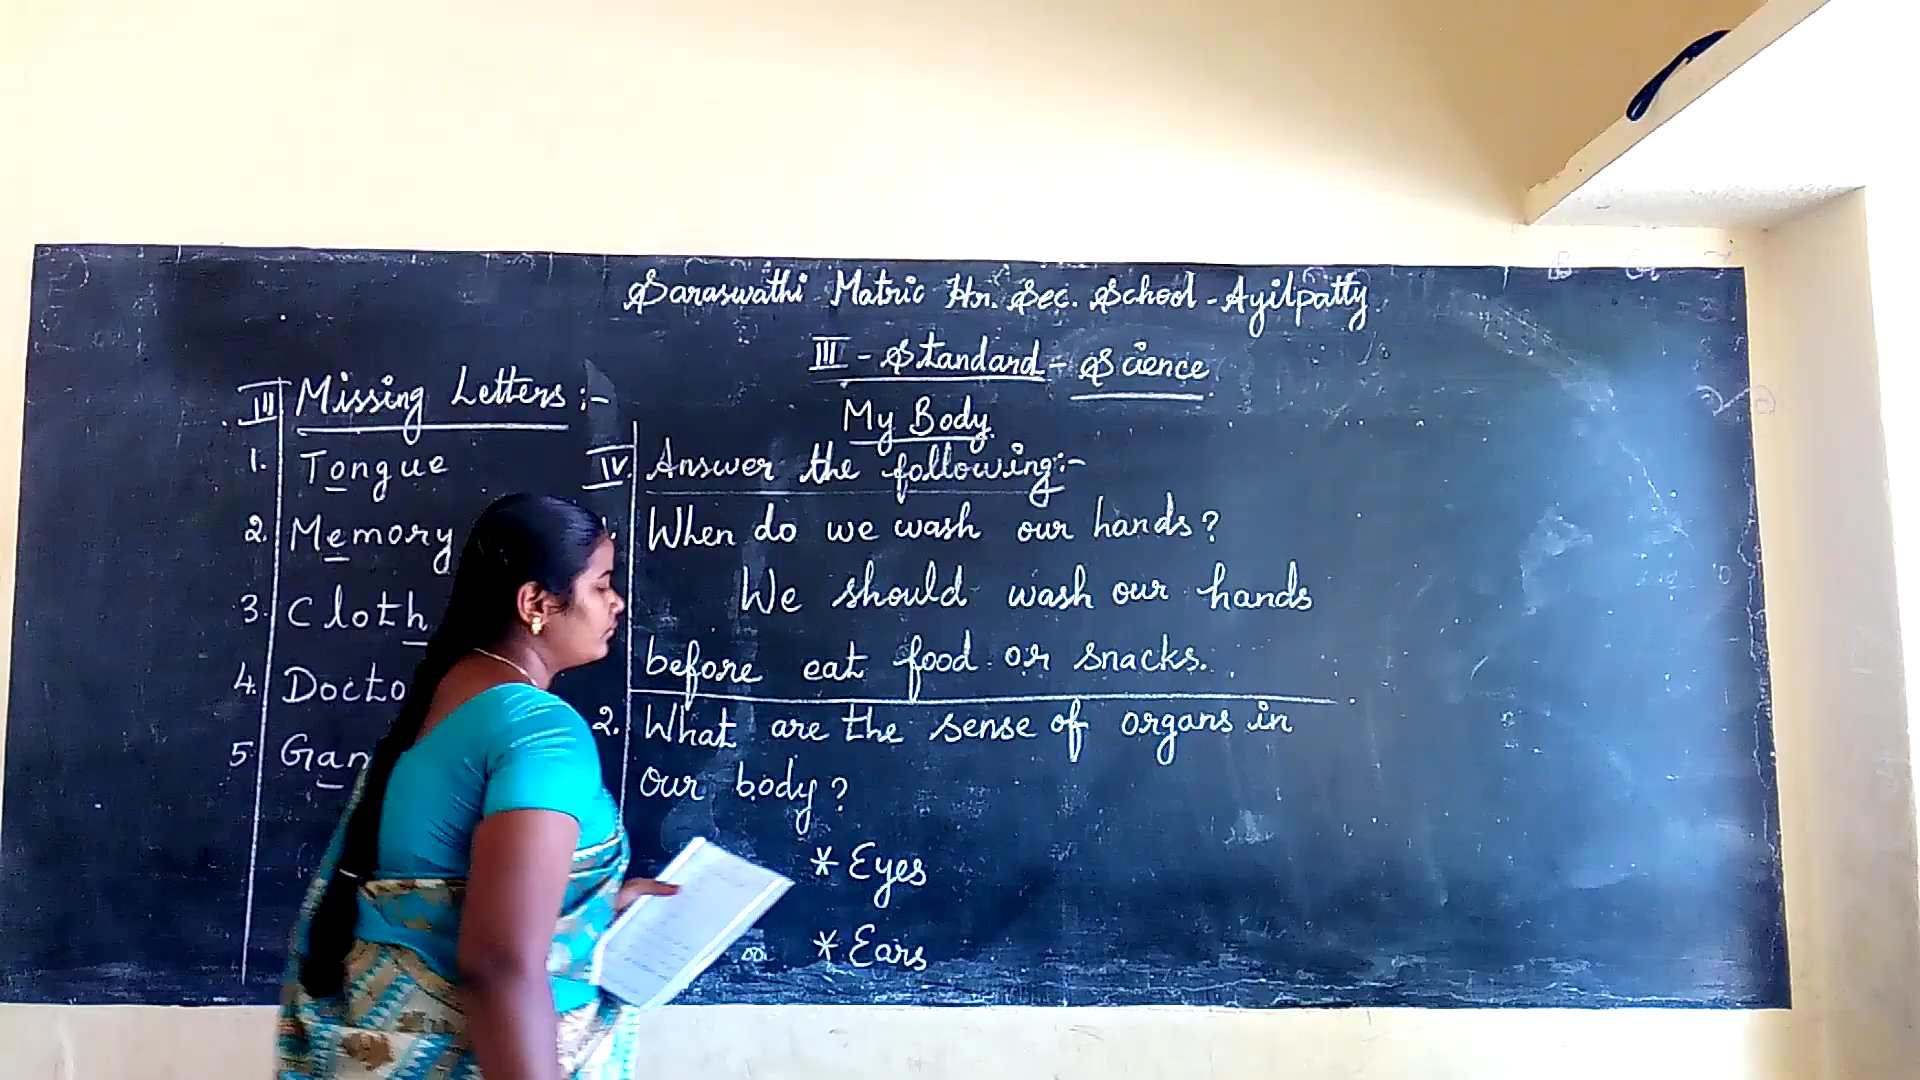 Saraswathi Matric Hr. Sec. School - Ayilpatty
III - Standard - Science
My Body
III Missing Letters :-
1. Tongue
2. Memory
3. Cloth
4. Docto
5. Gan
IV. Answer the following:-
When do we wash our hands?
We should wash our hands
before eat food or snacks.
2. What are the sense of organs in
our body?
* Eyes
* Ears